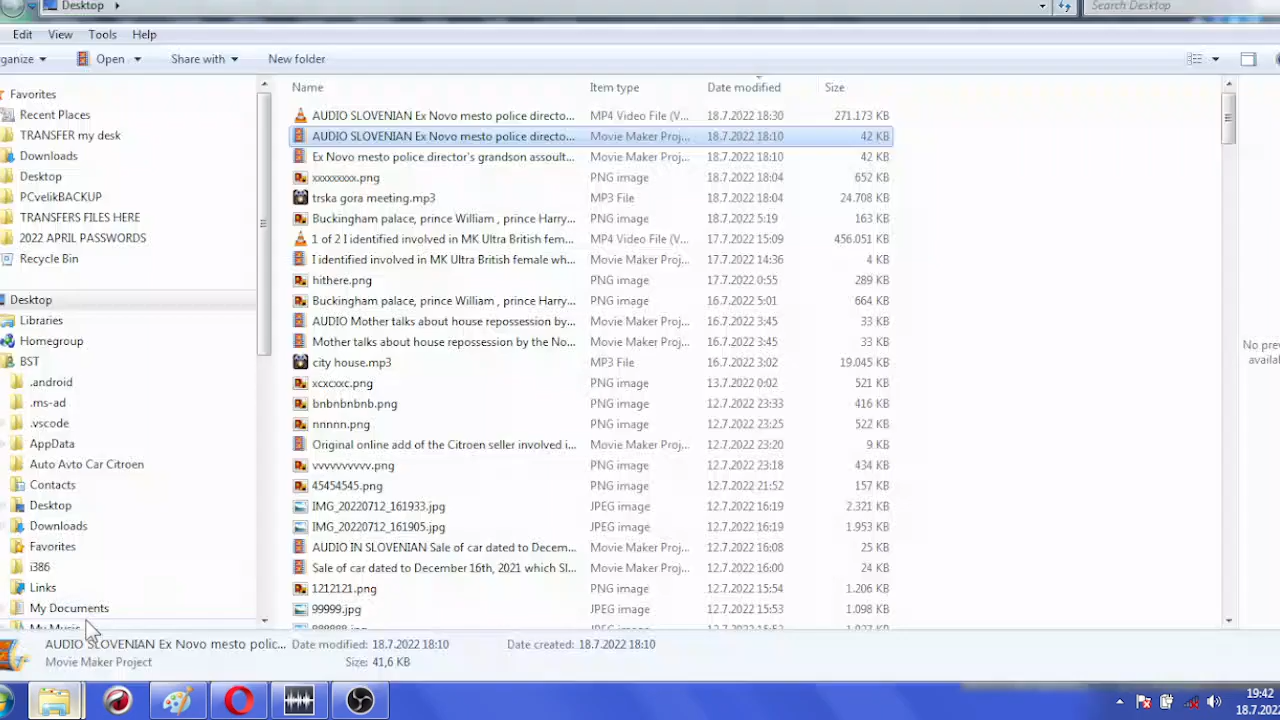 Desktop
Search Desktop
Edit View Tools Help
ganize Open Share with New folder
Name Item type Date modified Size
Favorites
Recent Places
TRANSFER my desk
Downloads
Desktop
PCvelikBACKUP
TRANSFERS FILES HERE
2022 APRIL PASSWORDS
Recycle Bin
Desktop
Libraries
Homegroup
BST
.android
.ms-ad
.vscode
AppData
Auto Avto Car Citroen
Contacts
Desktop
Downloads
Favorites
i386
Links
My Documents
My Music
AUDIO SLOVENIAN Ex Novo mesto police directo... MP4 Video File (V... 18.7.2022 18:30 271.173 KB
AUDIO SLOVENIAN Ex Novo mesto police directo... Movie Maker Proj... 18.7.2022 18:10 42 KB
Ex Novo mesto police director's grandson assoult... Movie Maker Proj... 18.7.2022 18:10 42 KB
xxxxxxxxx.png PNG image 18.7.2022 18:04 652 KB
trska gora meeting.mp3 MP3 File 18.7.2022 18:04 24.708 KB
Buckingham palace, prince William , prince Harry... PNG image 18.7.2022 5:19 163 KB
1 of 2 I identified involved in MK Ultra British fem... MP4 Video File (V... 17.7.2022 15:09 456.051 KB
I identified involved in MK Ultra British female wh... Movie Maker Proj... 17.7.2022 14:36 4 KB
hithere.png PNG image 17.7.2022 0:55 289 KB
Buckingham palace, prince William , prince Harry... PNG image 16.7.2022 5:01 664 KB
AUDIO Mother talks about house repossession by... Movie Maker Proj... 16.7.2022 3:45 33 KB
Mother talks about house repossession by the No... Movie Maker Proj... 16.7.2022 3:45 33 KB
city house.mp3 MP3 File 16.7.2022 3:02 19.045 KB
xcxcxxc.png PNG image 13.7.2022 0:02 521 KB
bnbnbnbnb.png PNG image 12.7.2022 23:33 416 KB
nnnnn.png PNG image 12.7.2022 23:25 522 KB
Original online add of the Citroen seller involved i... Movie Maker Proj... 12.7.2022 23:20 9 KB
vvvvvvvvvv.png PNG image 12.7.2022 23:18 434 KB
45454545.png PNG image 12.7.2022 21:52 157 KB
IMG_20220712_161933.jpg JPEG image 12.7.2022 16:19 2.321 KB
IMG_20220712_161905.jpg JPEG image 12.7.2022 16:19 1.953 KB
AUDIO IN SLOVENIAN Sale of car dated to Decem... Movie Maker Proj... 12.7.2022 16:08 25 KB
Sale of car dated to December 16th, 2021 which Sl... Movie Maker Proj... 12.7.2022 16:00 24 KB
1212121.png PNG image 12.7.2022 15:53 1.206 KB
99999.jpg JPEG image 12.7.2022 15:53 1.098 KB
No prev
availa
AUDIO SLOVENIAN Ex Novo mesto polic... Date modified: 18.7.2022 18:10 Date created: 18.7.2022 18:10
Movie Maker Project Size: 41,6 KB
19:42
18.7.202